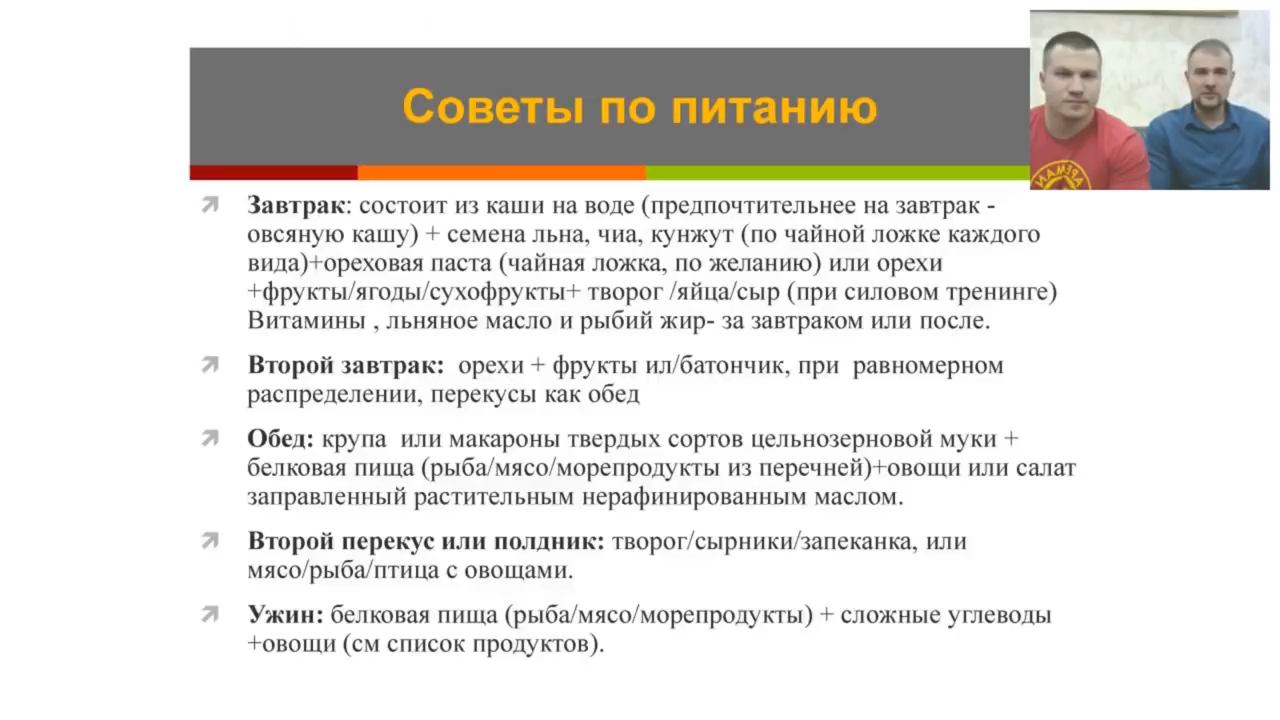 Советы по питанию
Завтрак: состоит из каши на воде (предпочтительнее на завтрак -
овсяную кашу) + семена льна, чиа, кунжут (по чайной ложке каждого
вида)+ореховая паста (чайная ложка, по желанию) или орехи
+фрукты/ягоды/сухофрукты+ творог /яйца/сыр (при силовом тренинге)
Витамины , льняное масло и рыбий жир- за завтраком или после.
Второй завтрак: орехи + фрукты ил/батончик, при равномерном
распределении, перекусы как обед
Обед: крупа или макароны твердых сортов цельнозерновой муки +
белковая пища (рыба/мясо/морепродукты из перечней)+овощи или салат
заправленный растительным нерафинированным маслом.
Второй перекус или полдник: творог/сырники/запеканка, или
мясо/рыба/птица с овощами.
Ужин: белковая пища (рыба/мясо/морепродукты) + сложные углеводы
+овощи (см список продуктов).